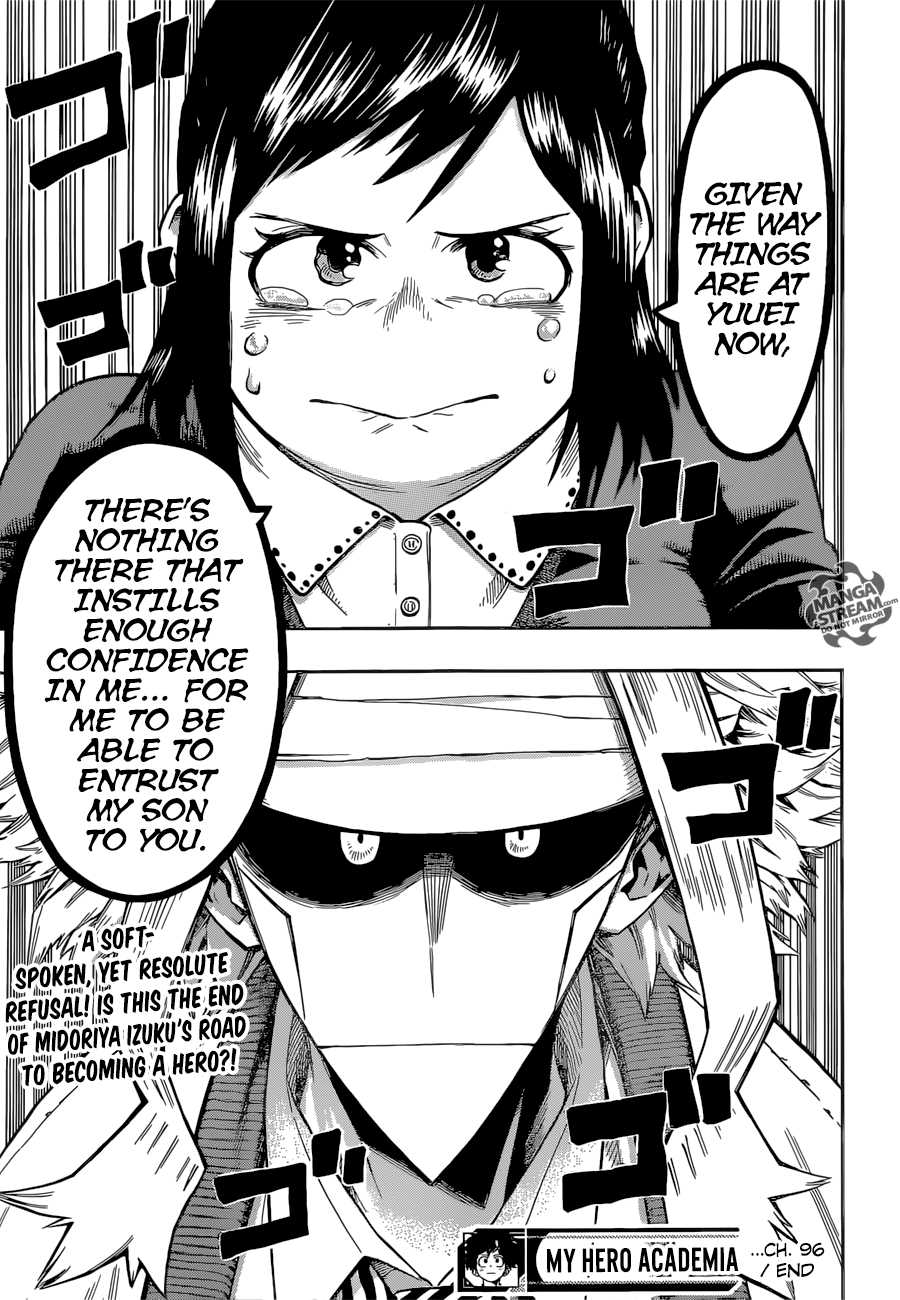 GIVEN
THE WAY
THINGS
ARE AT
YUUEI
NOW,
ゴ
ゴ
ゴ
THERE'S
NOTHING
THERE THAT
INSTILLS
ENOUGH
CONFIDENCE
IN ME... FOR
ME TO BE
ABLE TO
ENTRUST
MY SON
TO YOU.
MANGA
STREAM.com
DO NOT MIRROR
ゴ
ゴ
ゴ
A SOFT-
SPOKEN, YET RESOLUTE
REFUSAL! IS THIS THE END
OF MIDORIYA IZUKU'S ROAD
TO BECOMING A HERO?!
MY HERO ACADEMIA
...CH. 96
/ END